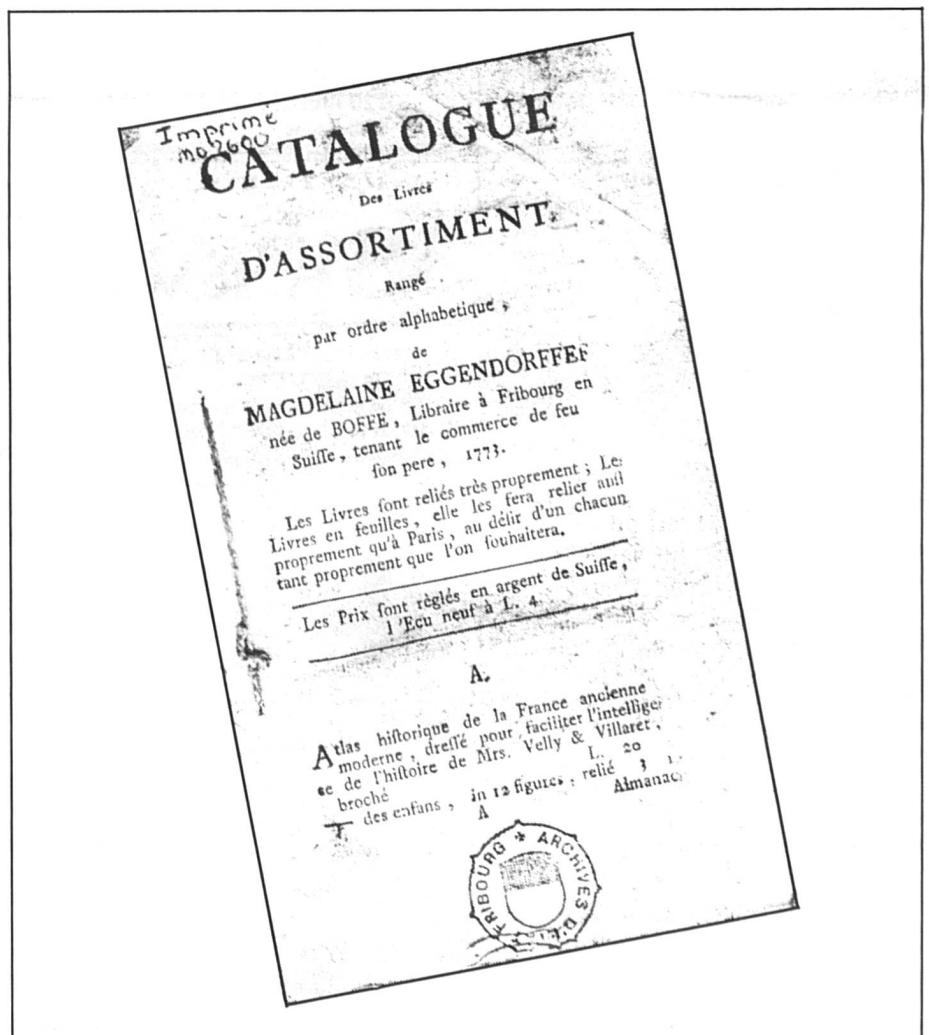 Imprimé
no 2600
CATALOGUE
Des Livres
D'ASSORTIMENT.
Rangé
par ordre alphabetique ,
de
MAGDELAINE EGGENDORFFER
née de BOFFE , Libraire à Fribourg en
Suiſſe , tenant le commerce de feu
ſon pere , 1773.
Les Livres ſont reliés très proprement ; Les
Livres en feuilles , elle les fera relier auſſi
proprement qu'à Paris , au déſir d'un chacun
tant proprement que l'on ſouhaitera.
Les Prix ſont règlés en argent de Suiſſe ,
l'Ecu neuf à L. 4.
A.
Atlas hiſtorique de la France ancienne
moderne , dreſſé pour faciliter l'intellige
ce de l'hiſtoire de Mrs. Velly & Villaret ,
broché L. 20
des enfans , in 12 figures , relié 3
A Almanac
FRIBOURG * ARCHIVES D'